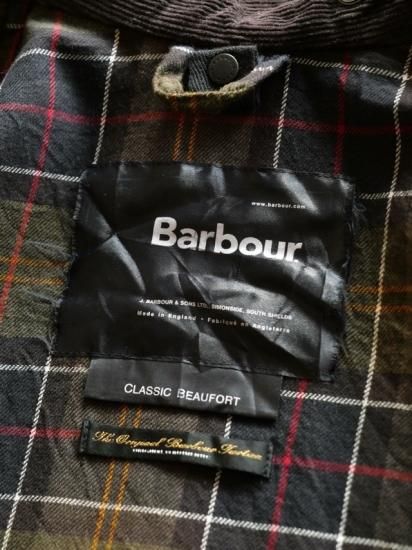 www.barbour.com
Barbour
J. BARBOUR & SONS LTD, SIMONSIDE, SOUTH SHIELDS
Made in England • Fabriqué en Angleterre
CLASSIC BEAUFORT
The Original Barbour Tartan